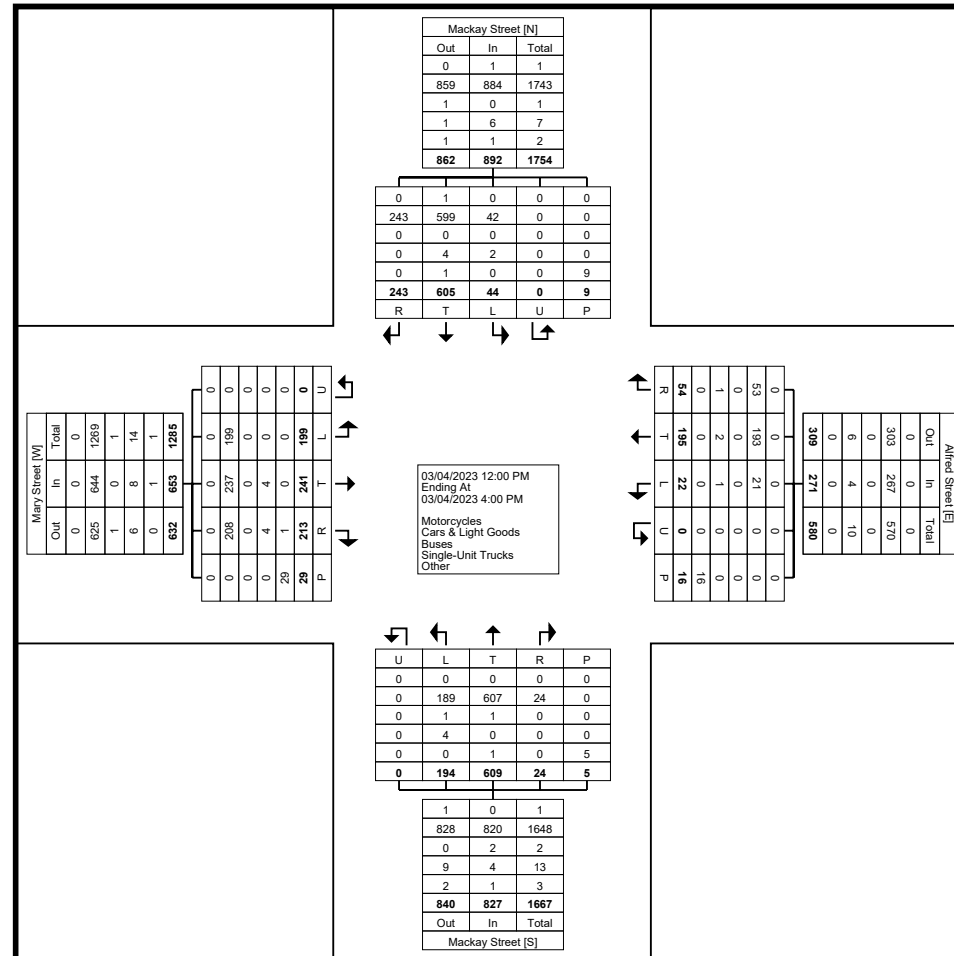 Mackay Street [N]
Out In Total
0 1 1
859 884 1743
1 0 1
1 6 7
1 1 2
862 892 1754
0 1 0 0 0
243 599 42 0 0
0 0 0 0 0
0 4 2 0 0
0 1 0 0 9
243 605 44 0 9
R T L U P
Mary Street [W]
Out In Total
0 0 0
625 644 1269
1 0 1
6 8 14
0 1 1
632 653 1285
0 0 0 0 0
0 208 237 199 0
0 0 0 0 0
0 4 4 0 0
29 1 0 0 0
29 213 241 199 0
P R T L U
03/04/2023 12:00 PM
Ending At
03/04/2023 4:00 PM
Motorcycles
Cars & Light Goods
Buses
Single-Unit Trucks
Other
Alfred Street [E]
Out In Total
0 0 0
303 267 570
0 0 0
6 4 10
0 0 0
309 271 580
0 0 0 0 0
53 193 21 0 0
0 0 0 0 0
1 2 1 0 0
0 0 0 0 16
54 195 22 0 16
R T L U P
U L T R P
0 0 0 0 0
0 189 607 24 0
0 1 1 0 0
0 4 0 0 0
0 0 1 0 5
0 194 609 24 5
1 0 1
828 820 1648
0 2 2
9 4 13
2 1 3
840 827 1667
Out In Total
Mackay Street [S]